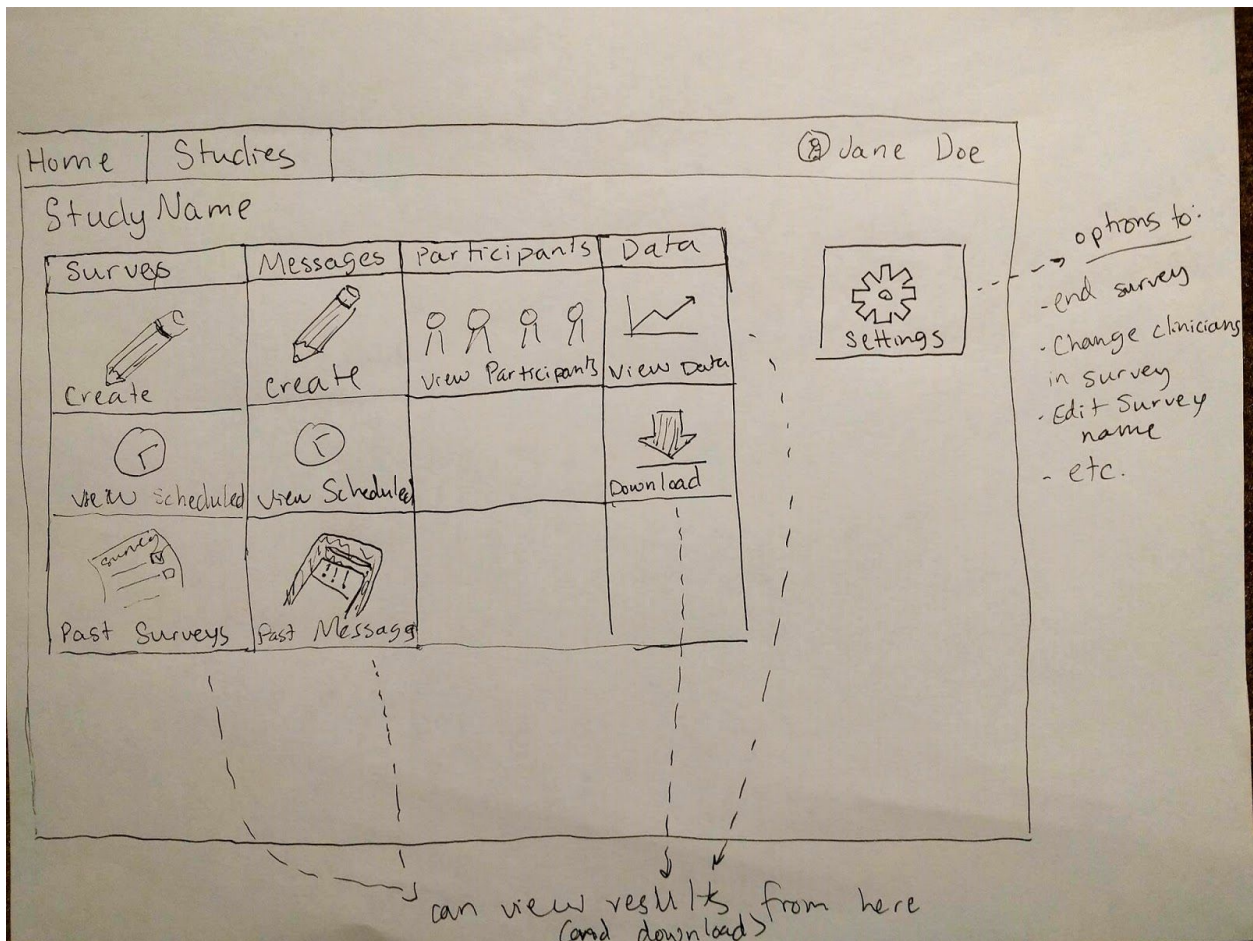 Home Studies Jane Doe
Study Name
Surveys Messages Participants Data
Create Create View Participants View Data
View Scheduled View Scheduled Download
Survey
Past Surveys Past Messages
Settings
options to:
- end survey
- Change clinicians
in survey
- Edit Survey
name
- etc.
can view results from here
(and download)